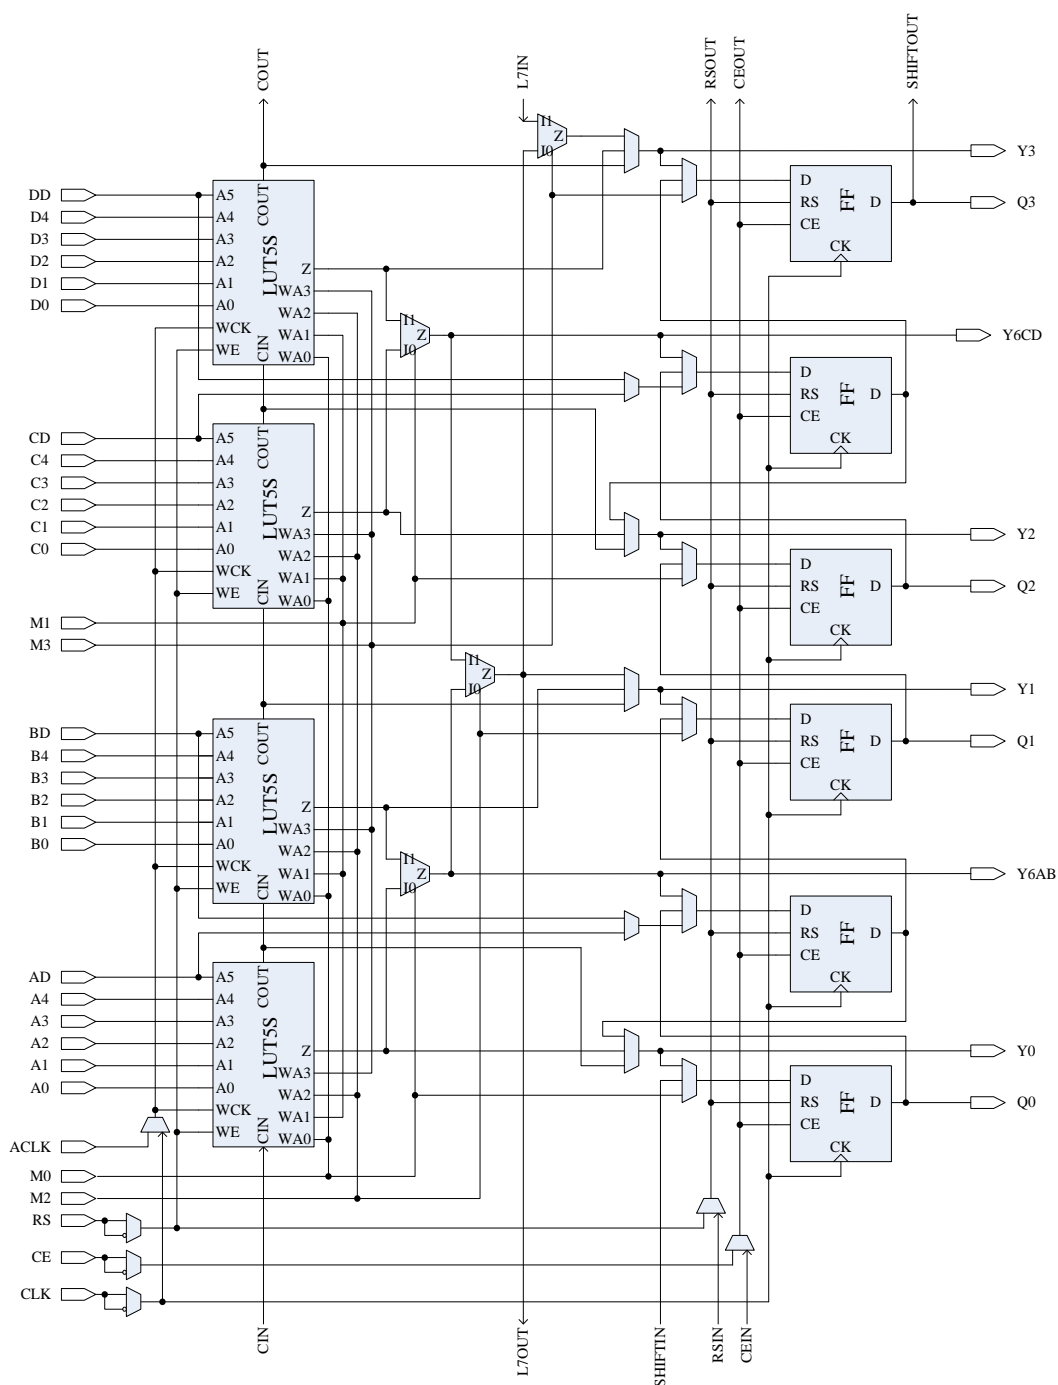 COUT
L7IN
RSOUT
CEOUT
SHIFTOUT
I1
Z
I0
Y3
DD
D4
D3
D2
D1
D0
A5
A4
A3
A2
A1
A0
WCK
WE
COUT
LUT5S
CIN
Z
WA3
WA2
WA1
WA0
D
RS
CE
FF
D
CK
Q3
I1
Z
I0
Y6CD
D
RS
CE
FF
D
CK
CD
C4
C3
C2
C1
C0
A5
A4
A3
A2
A1
A0
WCK
WE
COUT
LUT5S
CIN
Z
WA3
WA2
WA1
WA0
Y2
D
RS
CE
FF
D
CK
Q2
M1
M3
I1
Z
I0
Y1
D
RS
CE
FF
D
CK
Q1
BD
B4
B3
B2
B1
B0
A5
A4
A3
A2
A1
A0
WCK
WE
COUT
LUT5S
CIN
Z
WA3
WA2
WA1
WA0
I1
Z
I0
Y6AB
D
RS
CE
FF
D
CK
AD
A4
A3
A2
A1
A0
A5
A4
A3
A2
A1
A0
WCK
WE
COUT
LUT5S
CIN
Z
WA3
WA2
WA1
WA0
Y0
D
RS
CE
FF
D
CK
Q0
ACLK
M0
M2
RS
CE
CLK
CIN
L7OUT
SHIFTIN
RSIN
CEIN